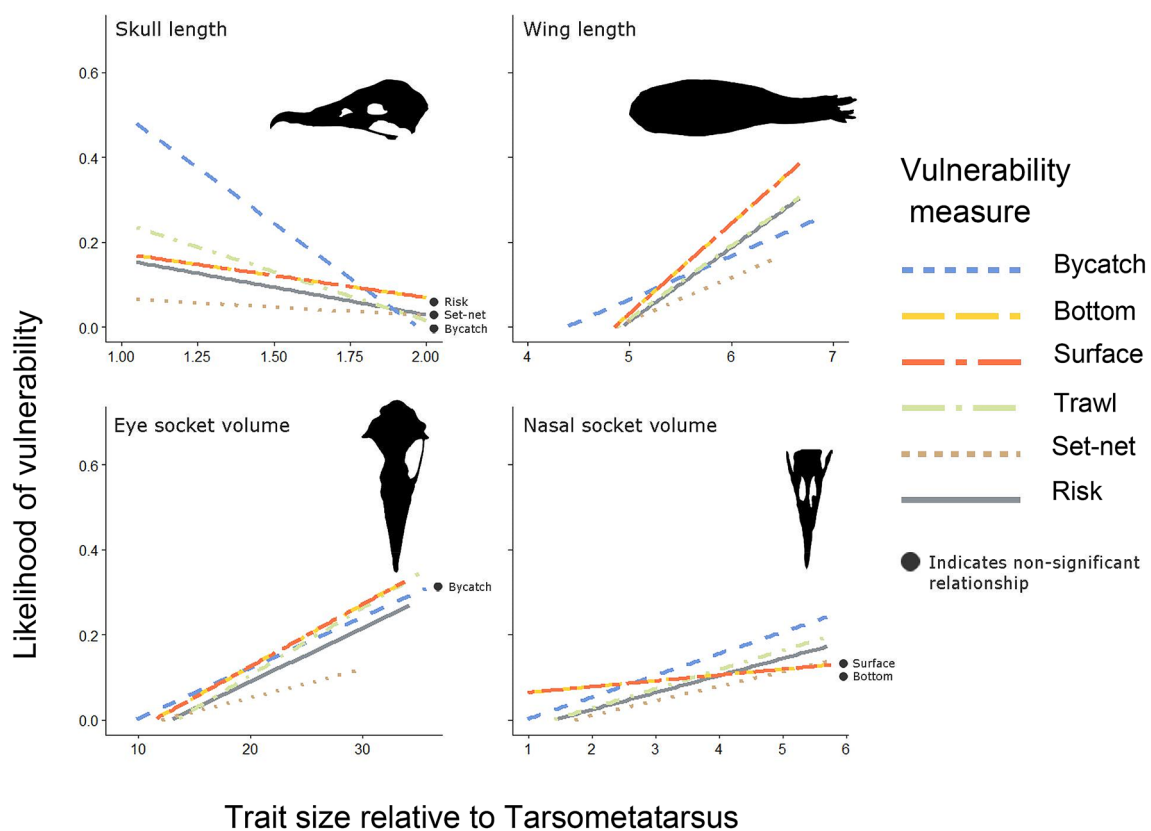 Skull length
Wing length
0.6
0.4
0.2
0.0
Risk
Set-net
Bycatch
1.00
1.25
1.50
1.75
2.00
4
5
6
7
Eye socket volume
Nasal socket volume
0.6
0.4
0.2
0.0
Bycatch
Surface
Bottom
10
20
30
1
2
3
4
5
6
Likelihood of vulnerability
Trait size relative to Tarsometatarsus
Vulnerability
measure
Bycatch
Bottom
Surface
Trawl
Set-net
Risk
Indicates non-significant
relationship